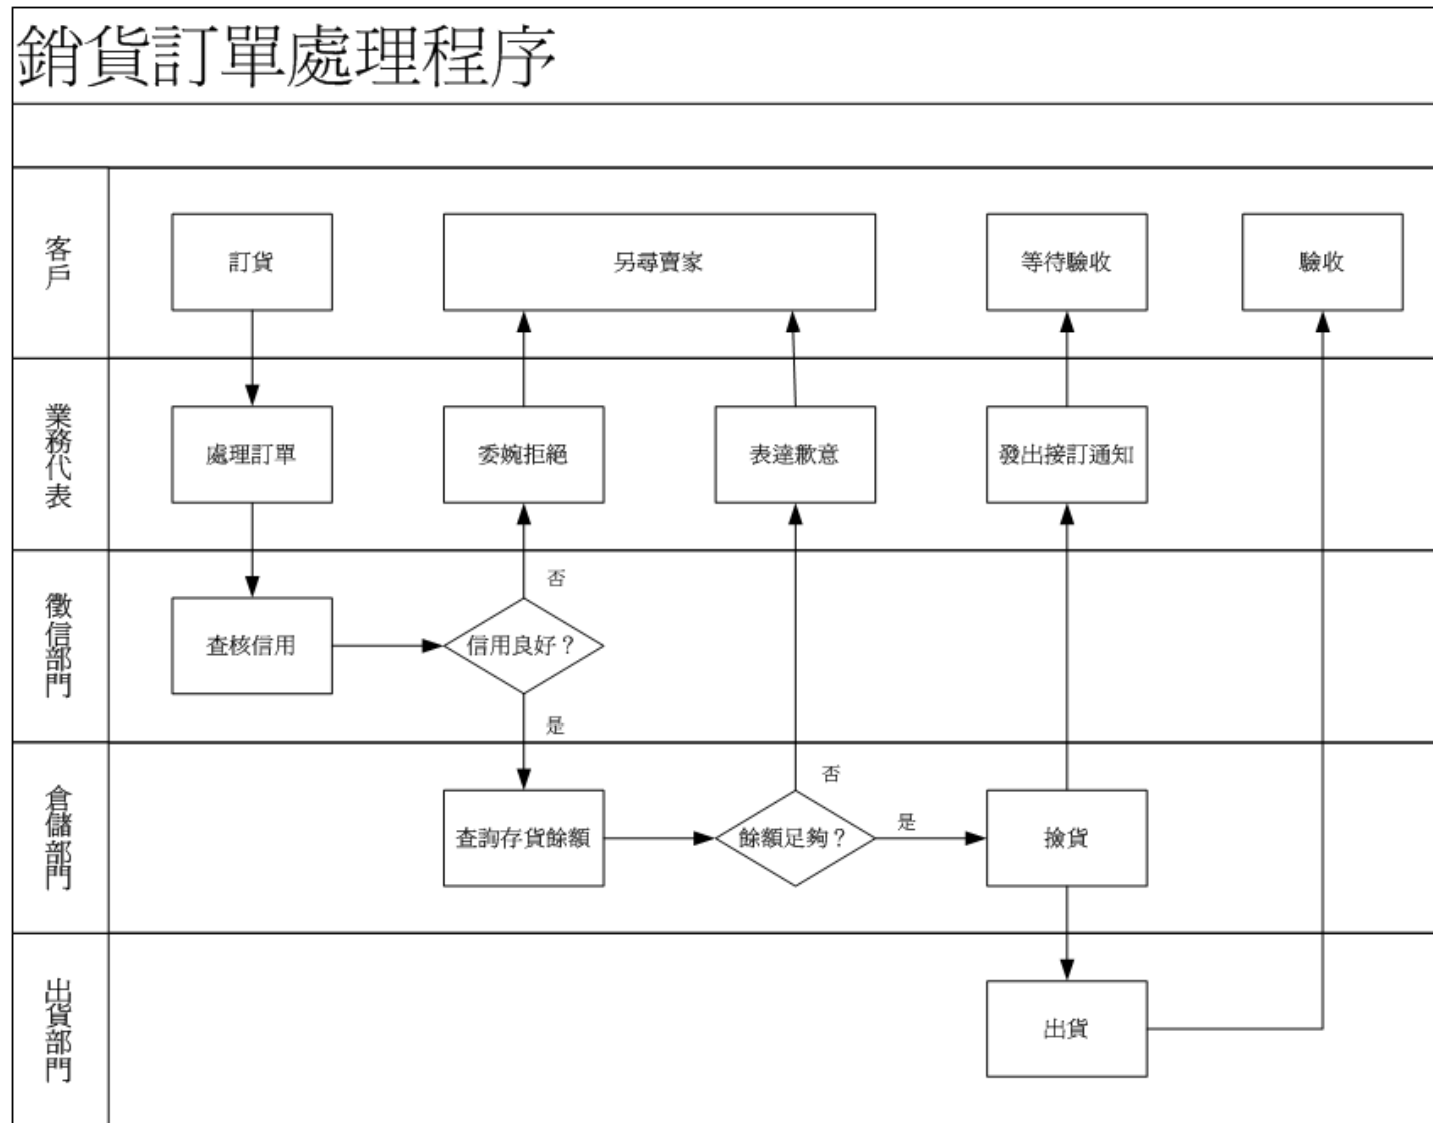 銷貨訂單處理程序
客戶
訂貨
另尋賣家
等待驗收
驗收
業務代表
處理訂單
委婉拒絕
表達歉意
發出接訂通知
徵信部門
查核信用
信用良好？
否
是
倉儲部門
查詢存貨餘額
餘額足夠？
否
是
撿貨
出貨部門
出貨